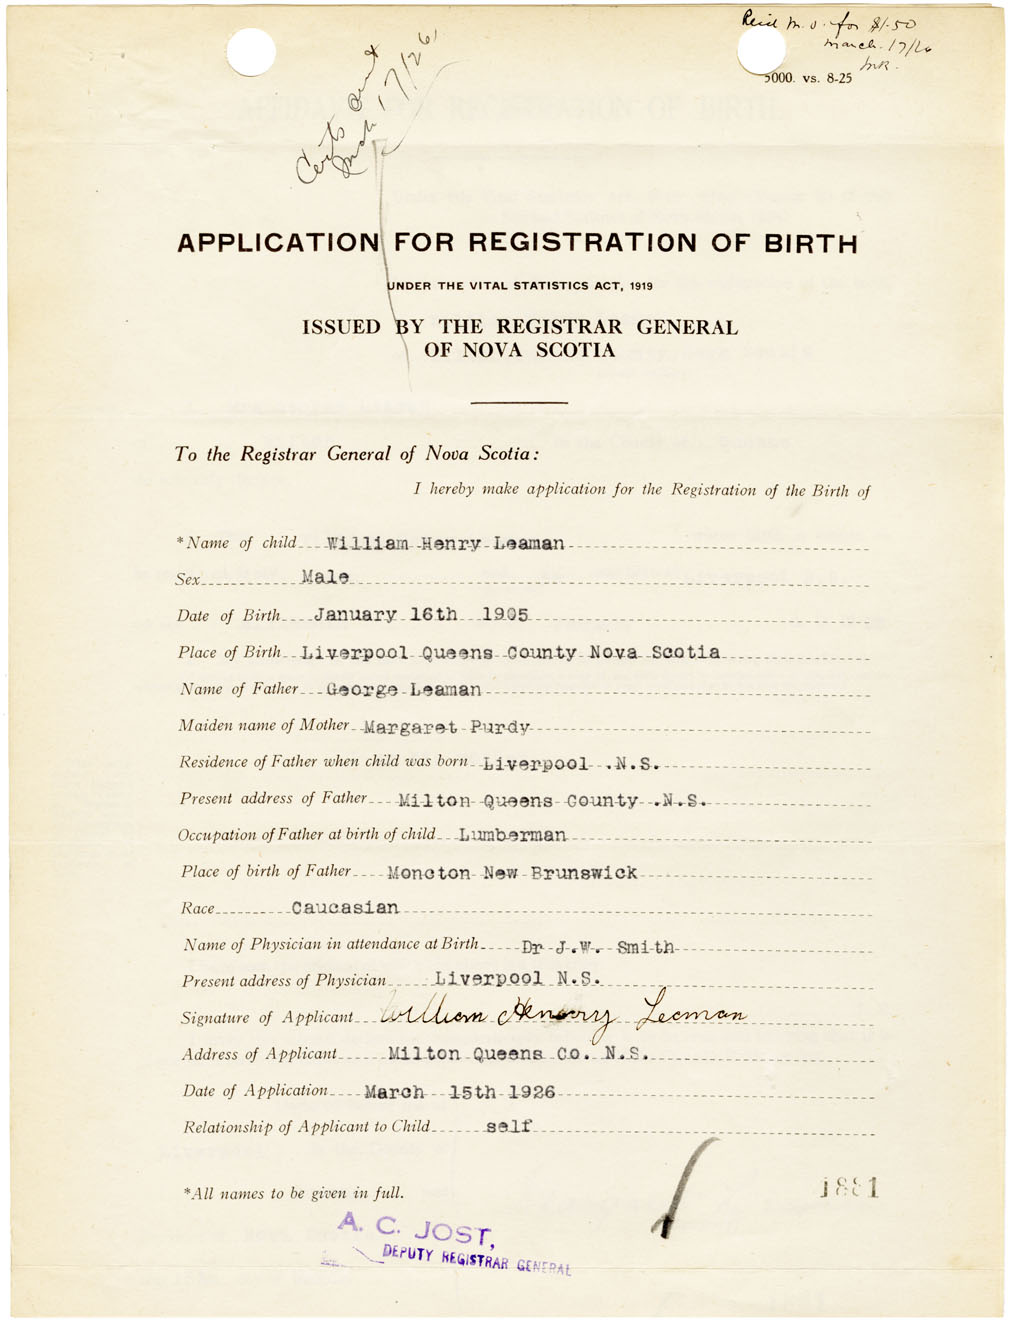 Recd M.O. for $1.50
March 17/26
MR.
5000. vs. 8-25
Certs sent
Mch 17/26
APPLICATION FOR REGISTRATION OF BIRTH
UNDER THE VITAL STATISTICS ACT, 1919
ISSUED BY THE REGISTRAR GENERAL
OF NOVA SCOTIA
To the Registrar General of Nova Scotia:
I hereby make application for the Registration of the Birth of
*Name of child William Henry Leaman
Sex Male
Date of Birth January 16th 1905
Place of Birth Liverpool Queens County Nova Scotia
Name of Father George Leaman
Maiden name of Mother Margaret Purdy
Residence of Father when child was born Liverpool .N.S.
Present address of Father Milton Queens County .N.S.
Occupation of Father at birth of child Lumberman
Place of birth of Father Moncton New Brunswick
Race Caucasian
Name of Physician in attendance at Birth Dr J.W. Smith
Present address of Physician Liverpool N.S.
Signature of Applicant William Henry Leeman
Address of Applicant Milton Queens Co. N.S.
Date of Application March 15th 1926
Relationship of Applicant to Child self
*All names to be given in full.
1881
A. C. JOST,
DEPUTY REGISTRAR GENERAL